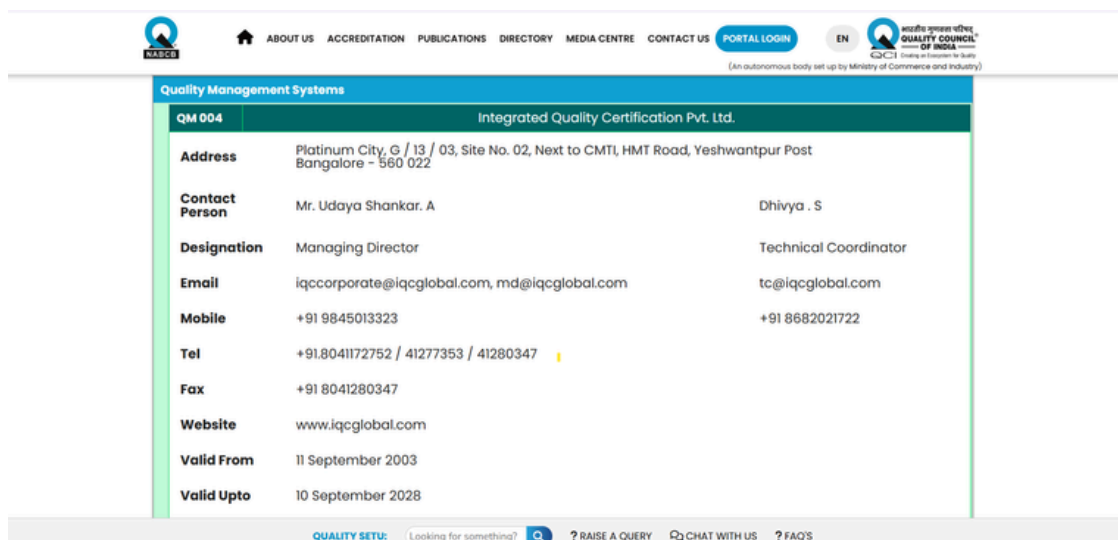 NABCB
ABOUT US ACCREDITATION PUBLICATIONS DIRECTORY MEDIA CENTRE CONTACT US PORTAL LOGIN EN
भारतीय गुणवत्ता परिषद्
QUALITY COUNCIL
OF INDIA
QCI Creating an Ecosystem for Quality
(An autonomous body set up by Ministry of Commerce and Industry)
Quality Management Systems
QM 004 Integrated Quality Certification Pvt. Ltd.
Address Platinum City, G / 13 / 03, Site No. 02, Next to CMTI, HMT Road, Yeshwantpur Post
Bangalore - 560 022
Contact
Person Mr. Udaya Shankar. A Dhivya . S
Designation Managing Director Technical Coordinator
Email iqccorporate@iqcglobal.com, md@iqcglobal.com tc@iqcglobal.com
Mobile +91 9845013323 +91 8682021722
Tel +91.8041172752 / 41277353 / 41280347
Fax +91 8041280347
Website www.iqcglobal.com
Valid From 11 September 2003
Valid Upto 10 September 2028
QUALITY SETU: Looking for something? ? RAISE A QUERY CHAT WITH US ? FAQ'S